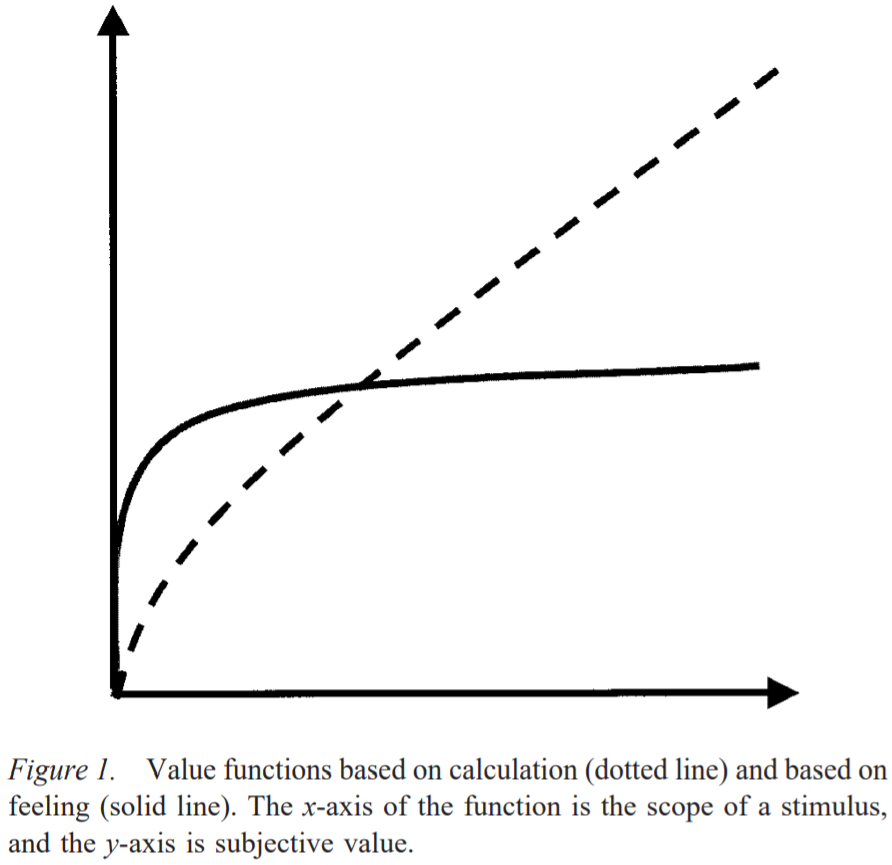 Figure 1. Value functions based on calculation (dotted line) and based on
feeling (solid line). The x-axis of the function is the scope of a stimulus,
and the y-axis is subjective value.